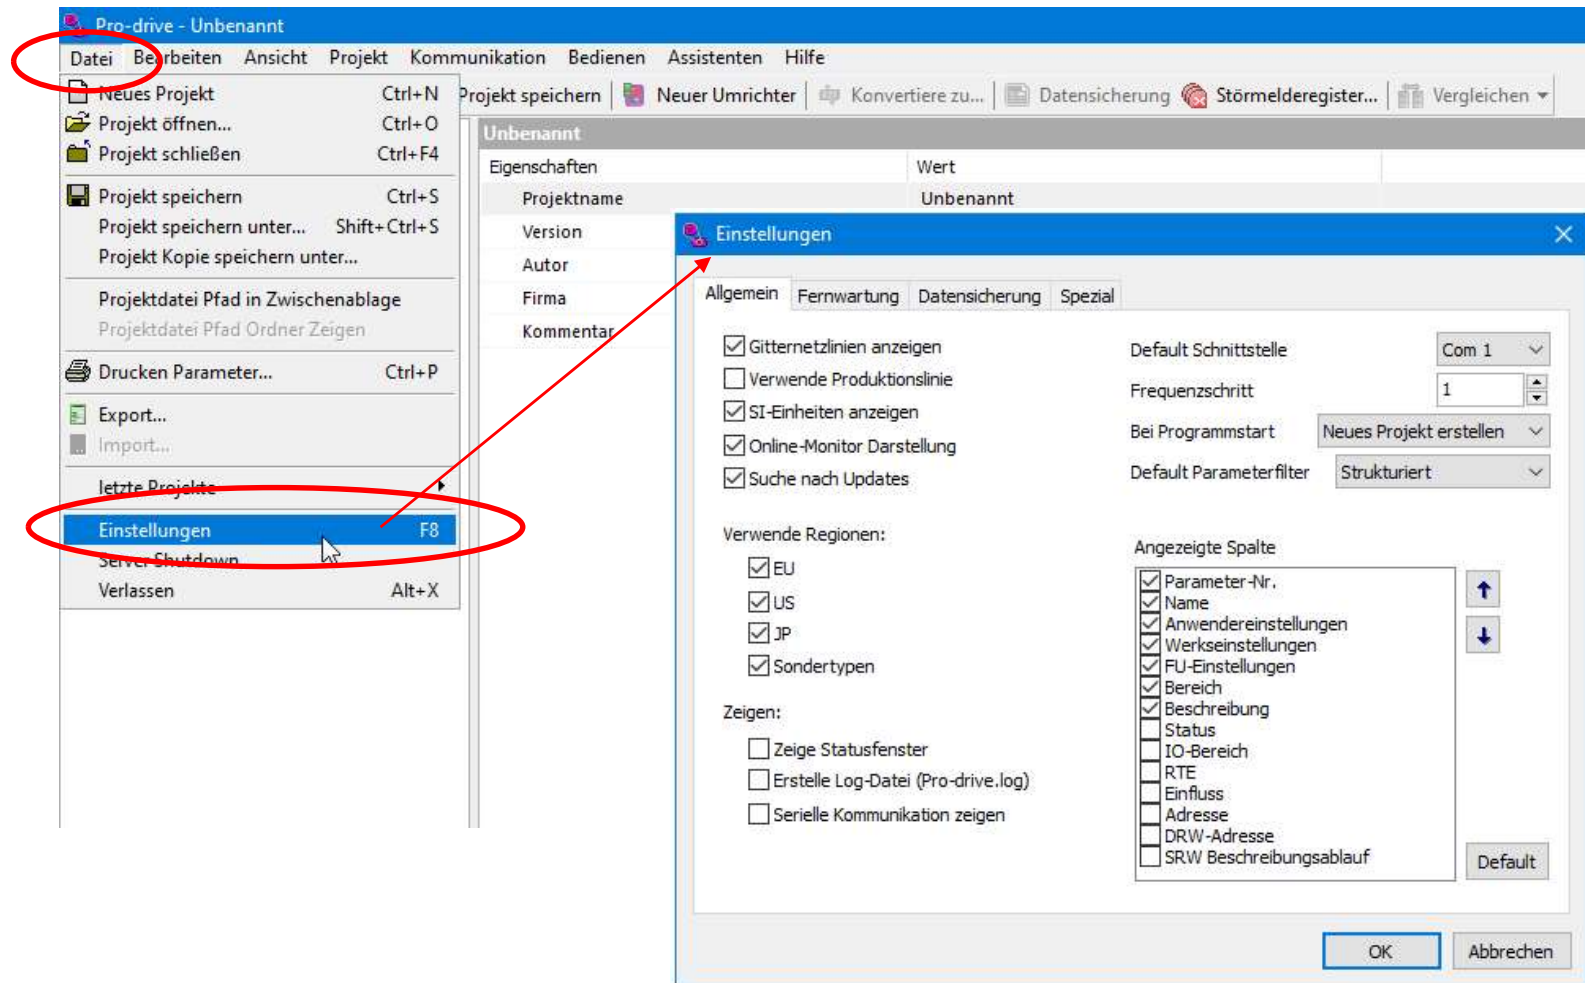 Pro-drive - Unbenannt
Datei Bearbeiten Ansicht Projekt Kommunikation Bedienen Assistenten Hilfe
Projekt speichern Neuer Umrichter Konvertiere zu... Datensicherung Störmelderegister... Vergleichen
Neues Projekt Ctrl+N
Projekt öffnen... Ctrl+O
Projekt schließen Ctrl+F4
Projekt speichern Ctrl+S
Projekt speichern unter... Shift+Ctrl+S
Projekt Kopie speichern unter...
Projektdatei Pfad in Zwischenablage
Projektdatei Pfad Ordner Zeigen
Drucken Parameter... Ctrl+P
Export...
Import...
letzte Projekte
Einstellungen F8
Server Shutdown
Verlassen Alt+X
Unbenannt
Eigenschaften Wert
Projektname Unbenannt
Version
Autor
Firma
Kommentar
Einstellungen
Allgemein Fernwartung Datensicherung Spezial
Gitternetzlinien anzeigen
Verwende Produktionslinie
SI-Einheiten anzeigen
Online-Monitor Darstellung
Suche nach Updates
Verwende Regionen:
EU
US
JP
Sondertypen
Zeigen:
Zeige Statusfenster
Erstelle Log-Datei (Pro-drive.log)
Serielle Kommunikation zeigen
Default Schnittstelle Com 1
Frequenzschritt 1
Bei Programmstart Neues Projekt erstellen
Default Parameterfilter Strukturiert
Angezeigte Spalte
Parameter-Nr.
Name
Anwendereinstellungen
Werkseinstellungen
FU-Einstellungen
Bereich
Beschreibung
Status
IO-Bereich
RTE
Einfluss
Adresse
DRW-Adresse
SRW Beschreibungsablauf
Default
OK Abbrechen